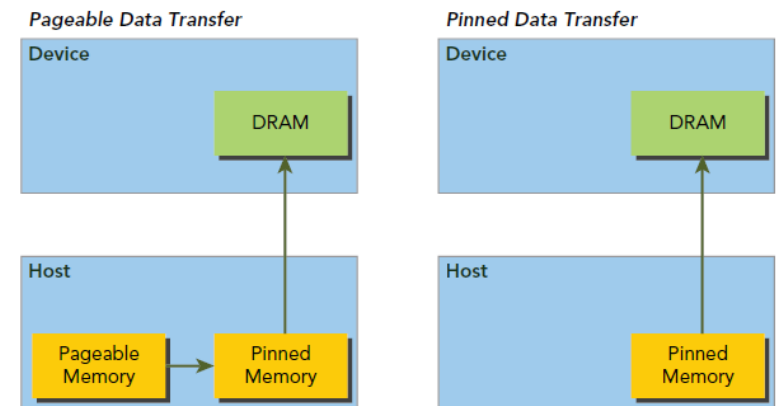 Pageable Data Transfer
Device
DRAM
Host
Pageable
Memory
Pinned
Memory
Pinned Data Transfer
Device
DRAM
Host
Pinned
Memory